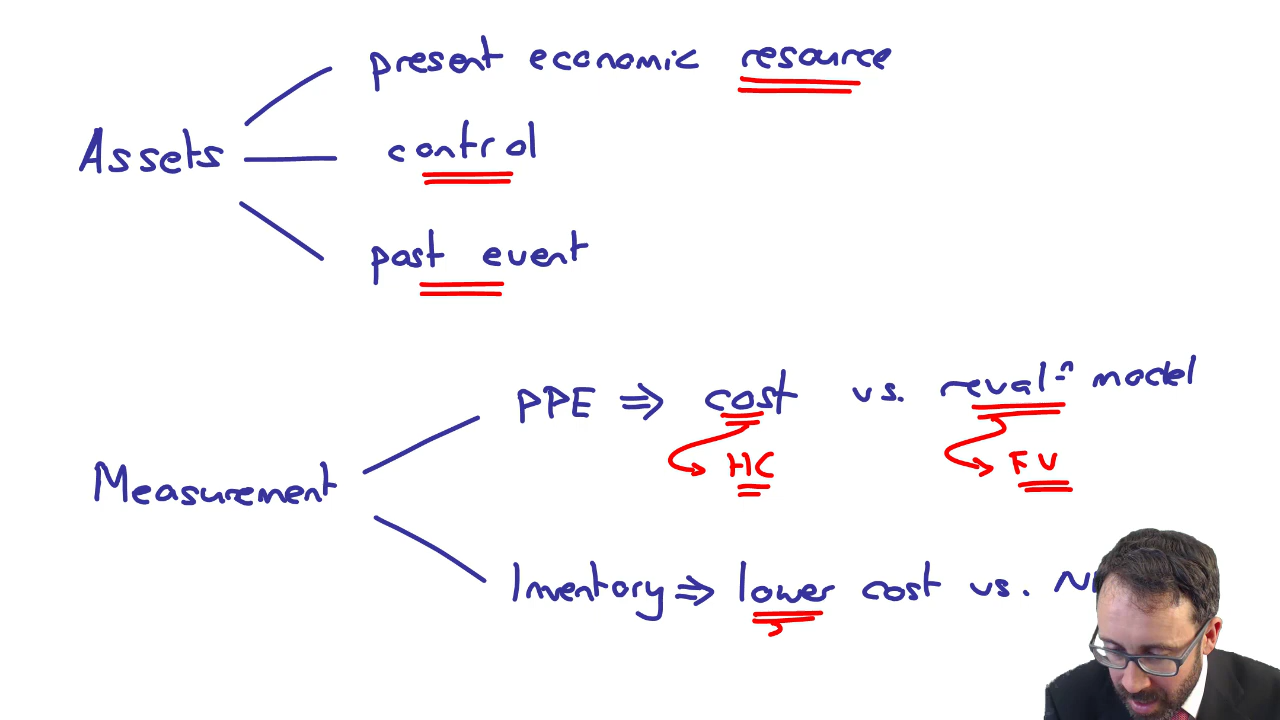 present economic resource
Assets
control
past event
PPE ⇒ cost vs. reval-n model
HC
FV
Measurement
Inventory ⇒ lower cost vs.